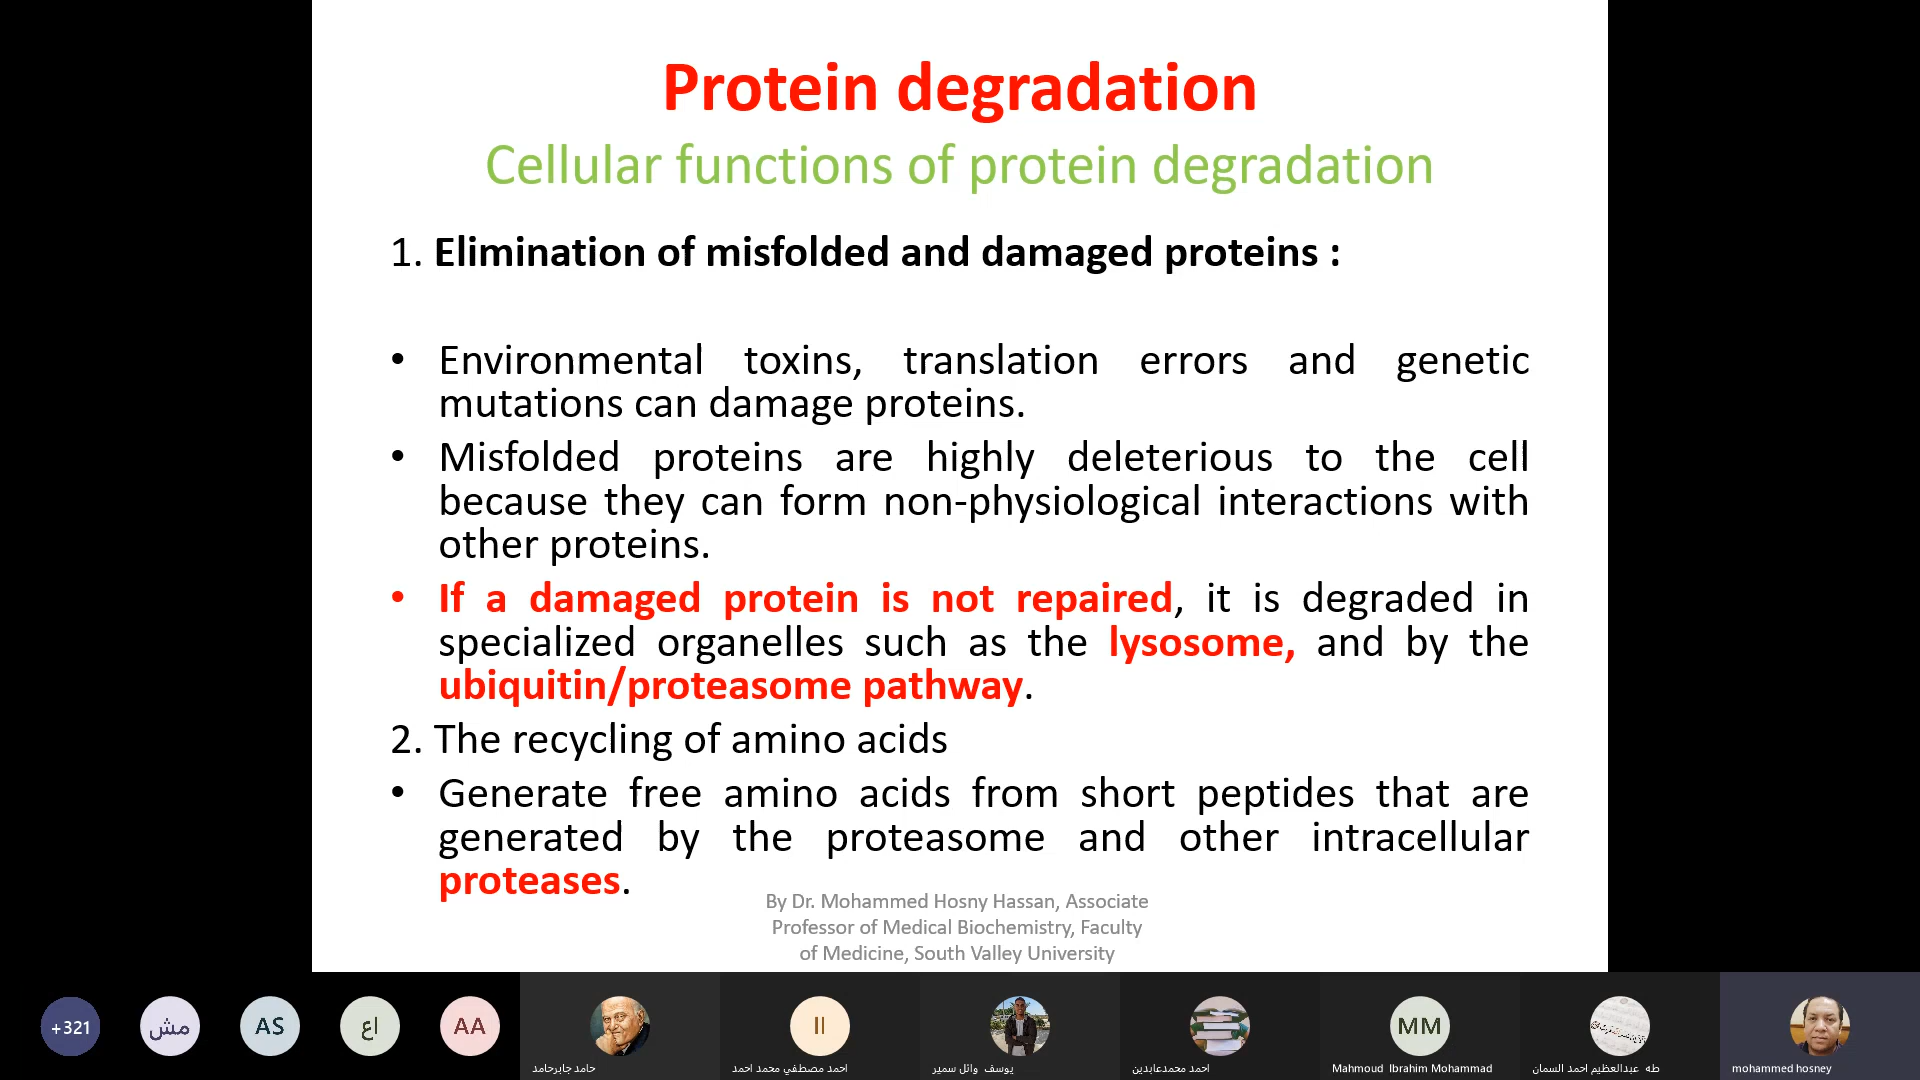 Protein degradation
Cellular functions of protein degradation
1. Elimination of misfolded and damaged proteins :
• Environmental toxins, translation errors and genetic
mutations can damage proteins.
• Misfolded proteins are highly deleterious to the cell
because they can form non-physiological interactions with
other proteins.
• If a damaged protein is not repaired, it is degraded in
specialized organelles such as the lysosome, and by the
ubiquitin/proteasome pathway.
2. The recycling of amino acids
• Generate free amino acids from short peptides that are
generated by the proteasome and other intracellular
proteases.
By Dr. Mohammed Hosny Hassan, Associate
Professor of Medical Biochemistry, Faculty
of Medicine, South Valley University
+321
مش
AS
اع
AA
حامد جابرحامد
II
احمد مصطفي محمد احمد
يوسف وائل سمير
احمد محمدعابدين
MM
Mahmoud Ibrahim Mohammad
طه عبدالعظيم احمد السمان
mohammed hosney